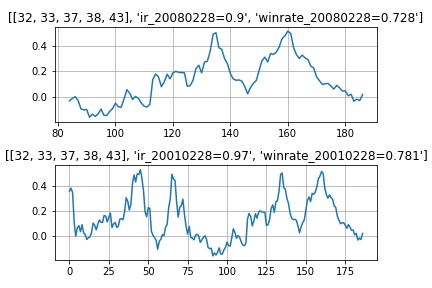 [[32, 33, 37, 38, 43], 'ir_20080228=0.9', 'winrate_20080228=0.728']
0.4
0.2
0.0
80 100 120 140 160 180
[[32, 33, 37, 38, 43], 'ir_20010228=0.97', 'winrate_20010228=0.781']
0.4
0.2
0.0
0 25 50 75 100 125 150 175